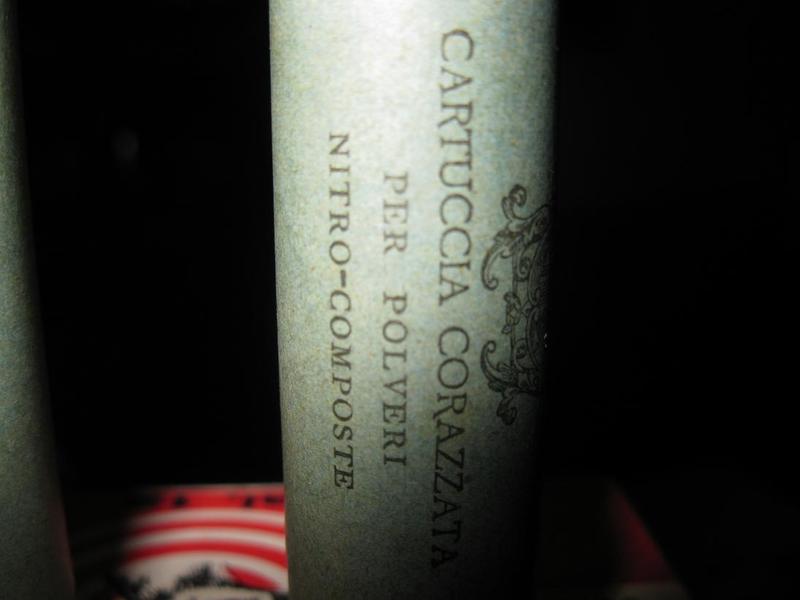 CARTUCCIA CORAZZATA
PER POLVERI
NITRO-COMPOSTE